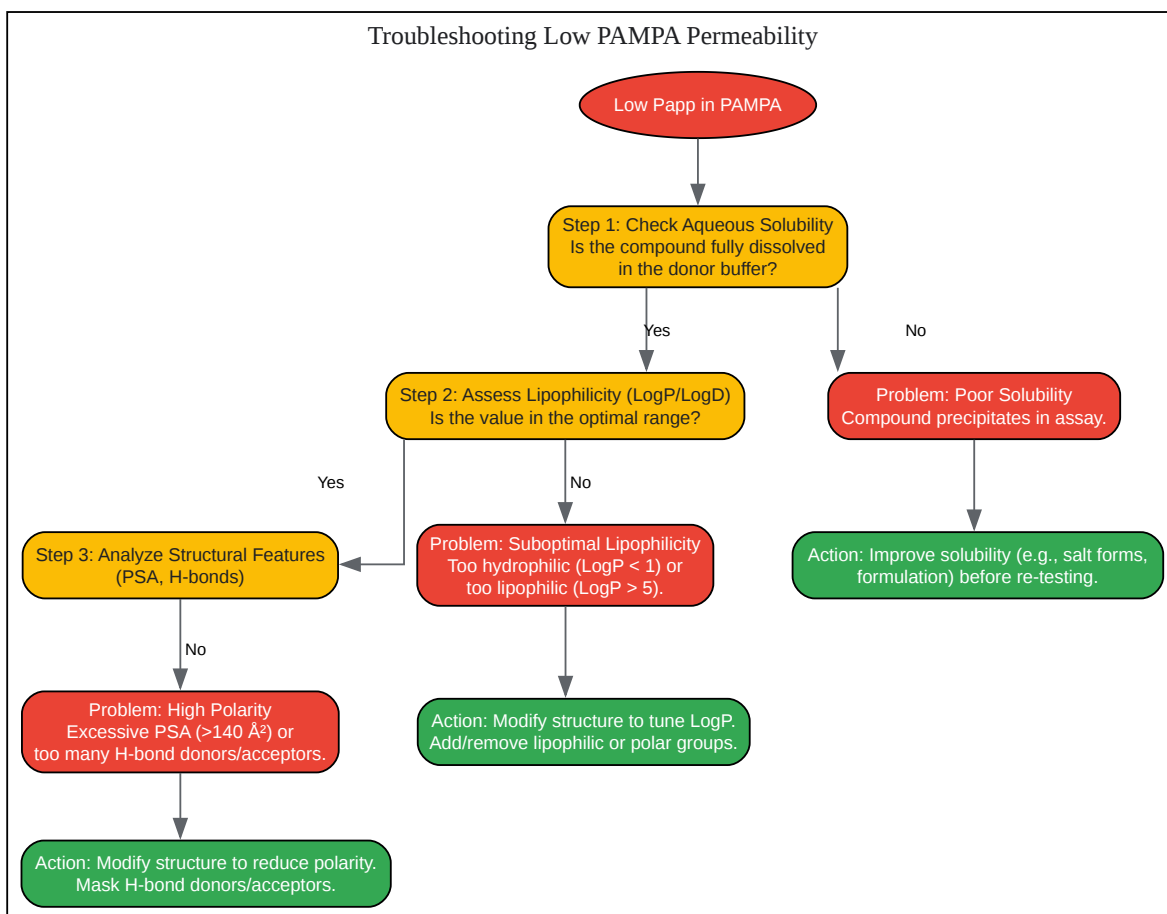 Troubleshooting Low PAMPA Permeability
Low Papp in PAMPA
Step 1: Check Aqueous Solubility
Is the compound fully dissolved
in the donor buffer?
Yes
No
Step 2: Assess Lipophilicity (LogP/LogD)
Is the value in the optimal range?
Problem: Poor Solubility
Compound precipitates in assay.
Yes
No
Step 3: Analyze Structural Features
(PSA, H-bonds)
Problem: Suboptimal Lipophilicity
Too hydrophilic (LogP < 1) or
too lipophilic (LogP > 5).
Action: Improve solubility (e.g., salt forms,
formulation) before re-testing.
No
Problem: High Polarity
Excessive PSA (>140 Å²) or
too many H-bond donors/acceptors.
Action: Modify structure to tune LogP.
Add/remove lipophilic or polar groups.
Action: Modify structure to reduce polarity.
Mask H-bond donors/acceptors.